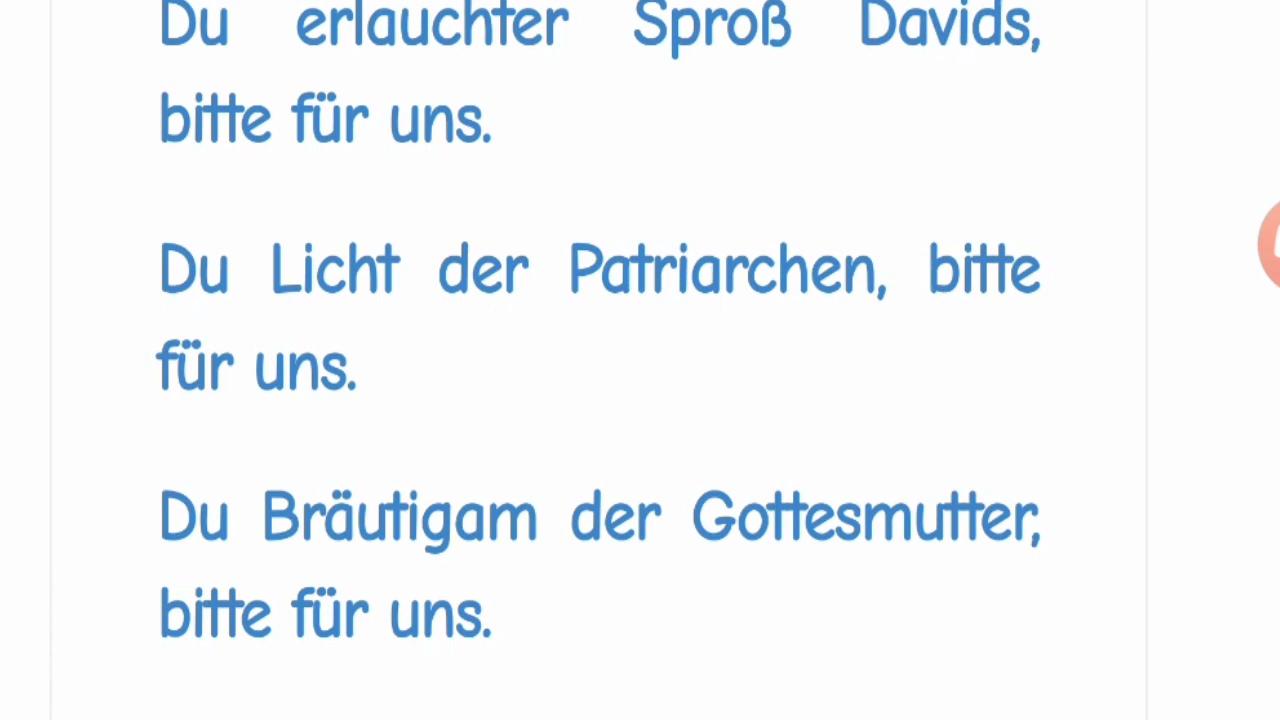 Du erlauchter Sproß Davids,
bitte für uns.
Du Licht der Patriarchen, bitte
für uns.
Du Bräutigam der Gottesmutter,
bitte für uns.